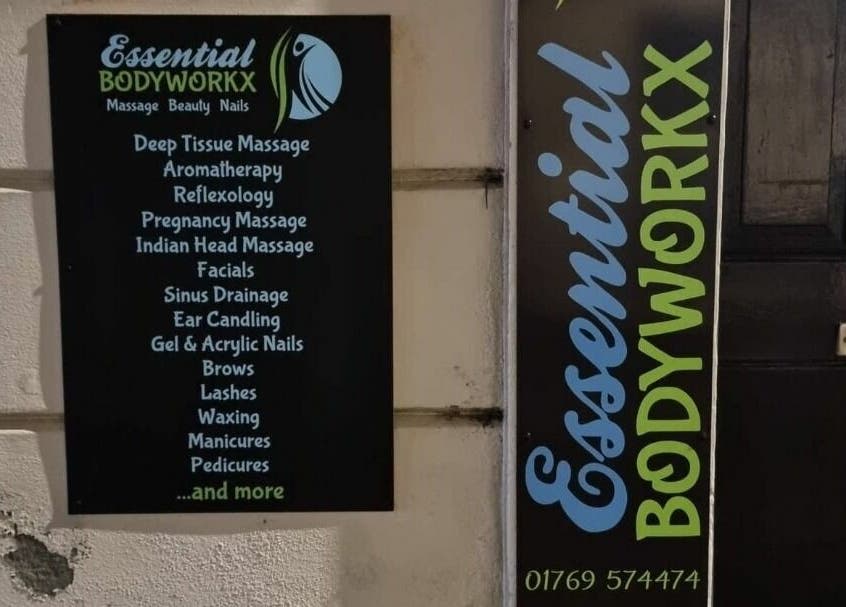 Essential
BODYWORKX
Massage Beauty Nails
Deep Tissue Massage
Aromatherapy
Reflexology
Pregnancy Massage
Indian Head Massage
Facials
Sinus Drainage
Ear Candling
Gel & Acrylic Nails
Brows
Lashes
Waxing
Manicures
Pedicures
...and more
Essential
BODYWORKX
01769 574474